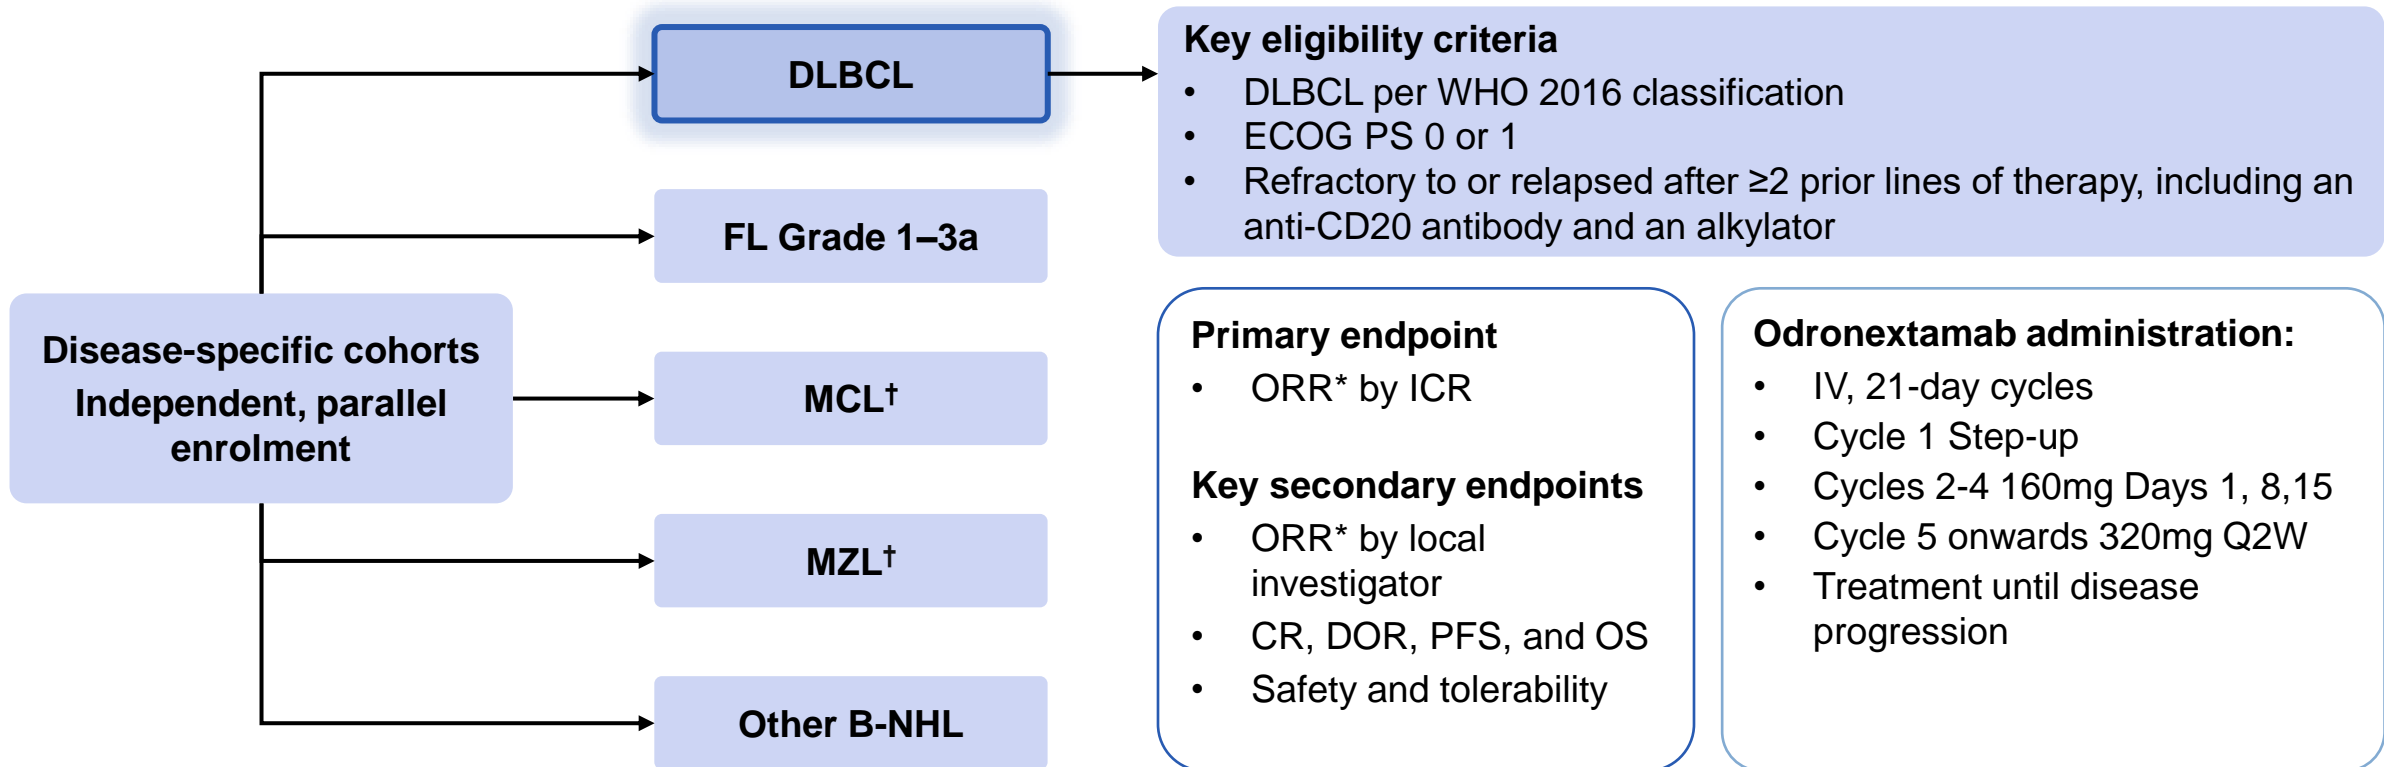 Disease-specific cohorts
Independent, parallel
enrolment
DLBCL
FL Grade 1–3a
MCL†
MZL†
Other B-NHL
Key eligibility criteria
• DLBCL per WHO 2016 classification
• ECOG PS 0 or 1
• Refractory to or relapsed after ≥2 prior lines of therapy, including an
anti-CD20 antibody and an alkylator
Primary endpoint
• ORR* by ICR
Key secondary endpoints
• ORR* by local
investigator
• CR, DOR, PFS, and OS
• Safety and tolerability
Odronextamab administration:
• IV, 21-day cycles
• Cycle 1 Step-up
• Cycles 2-4 160mg Days 1, 8,15
• Cycle 5 onwards 320mg Q2W
• Treatment until disease
progression